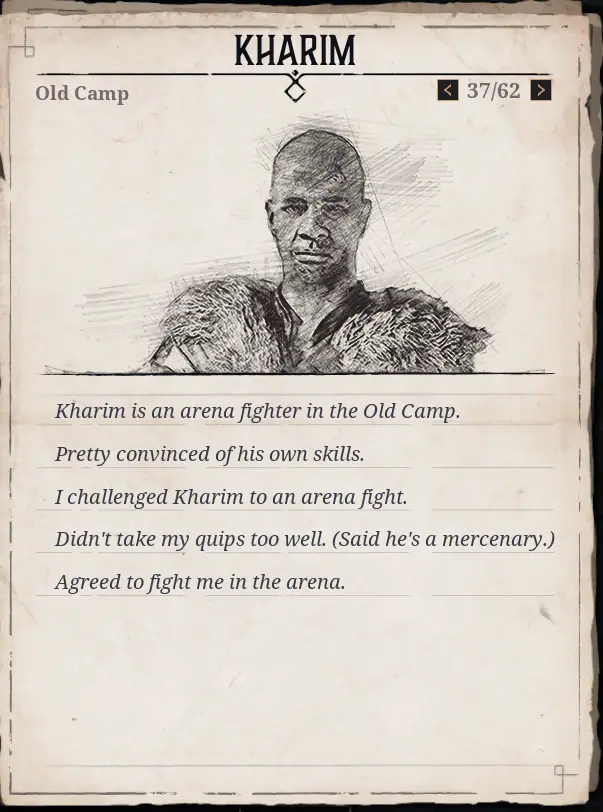 KHARIM
Old Camp
< 37/62 >
Kharim is an arena fighter in the Old Camp.
Pretty convinced of his own skills.
I challenged Kharim to an arena fight.
Didn't take my quips too well. (Said he's a mercenary.)
Agreed to fight me in the arena.